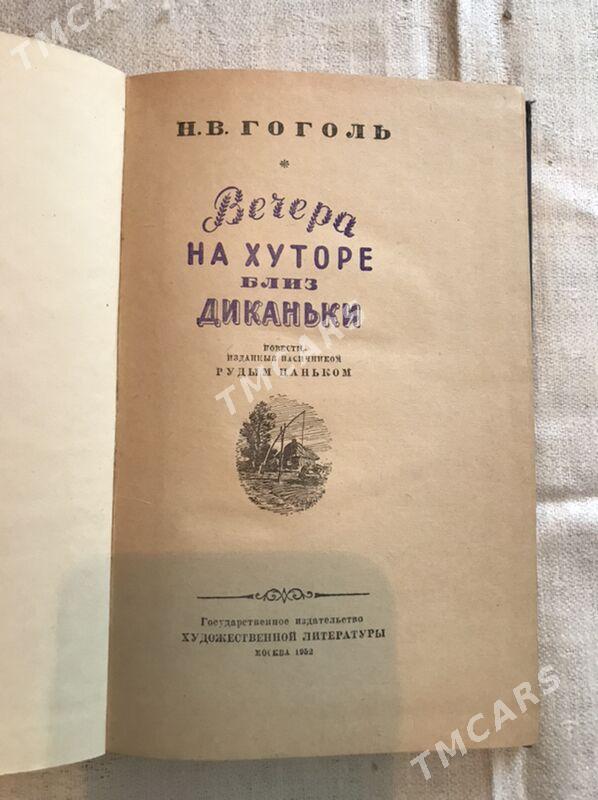 Н.В. ГОГОЛЬ
*
Вечера
НА ХУТОРЕ
БЛИЗ
ДИКАНЬКИ
ПОВЕСТИ,
ИЗДАННЫЕ ПАСИЧНИКОМ
РУДЫМ ПАНЬКОМ
Государственное издательство
ХУДОЖЕСТВЕННОЙ ЛИТЕРАТУРЫ
МОСКВА 1952
TMCARS
TMCARS
TMCARS